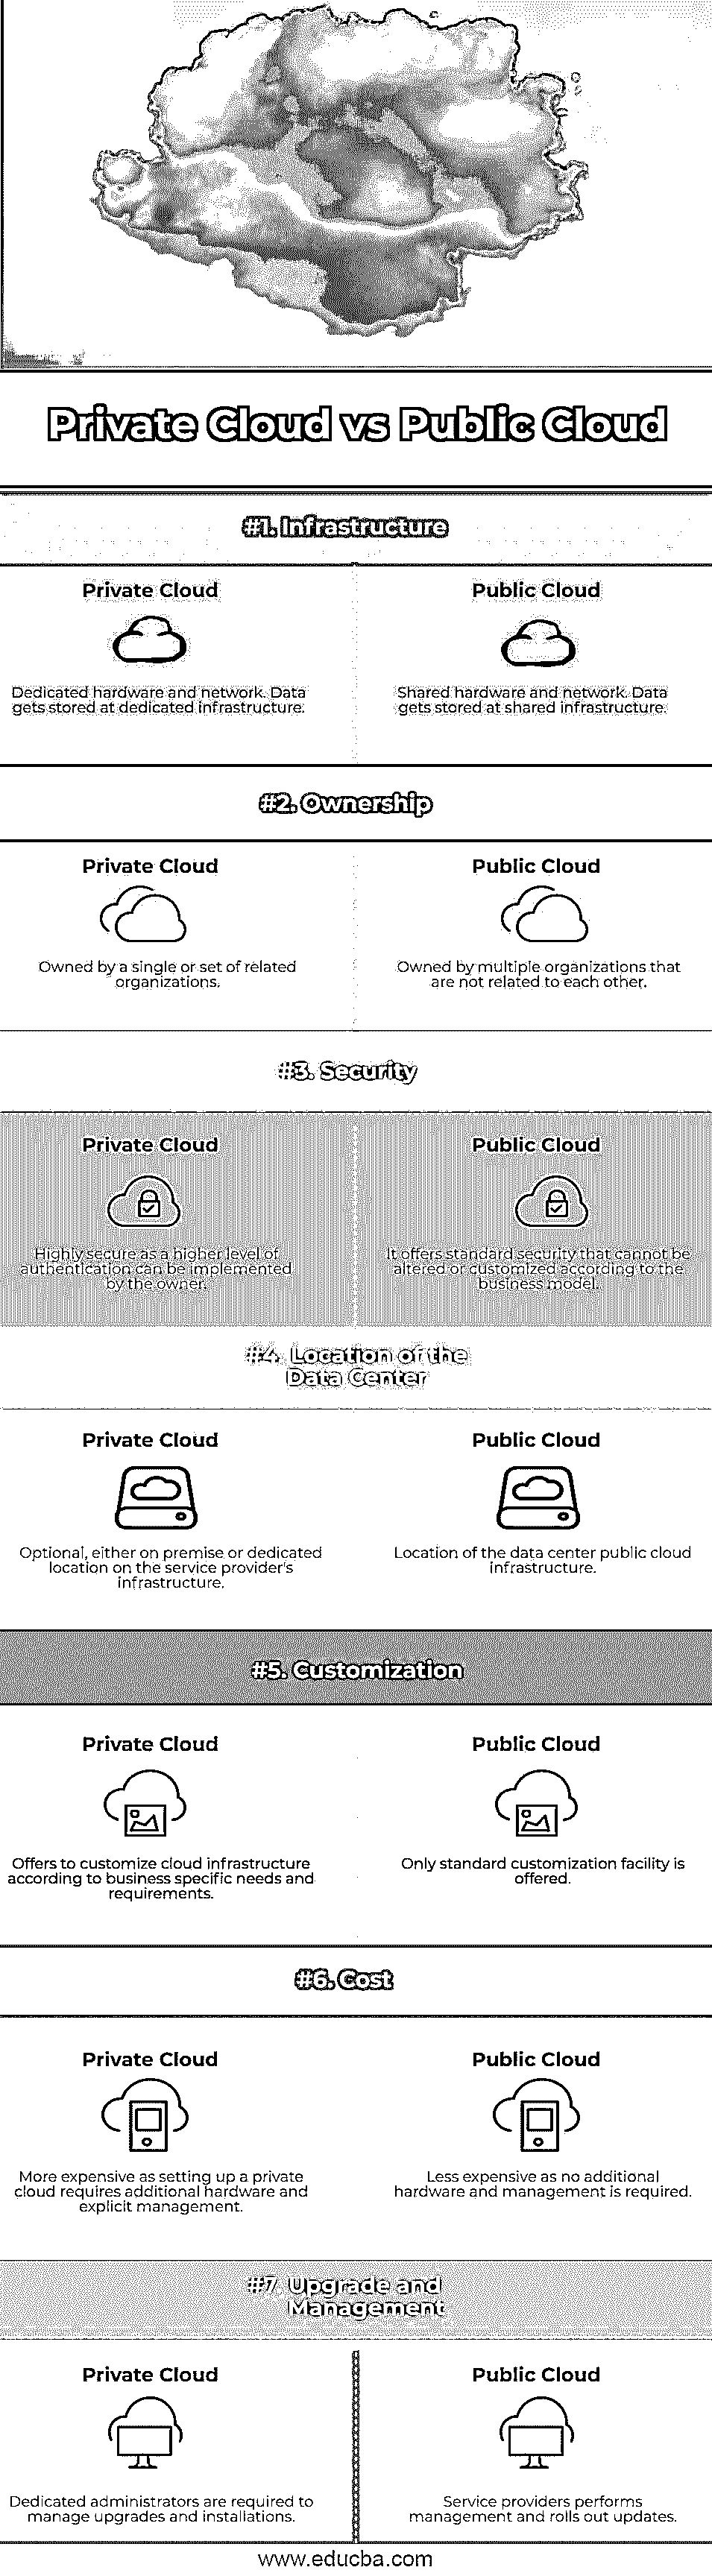 Private Cloud vs Public Cloud
#1. Infrastructure
Private Cloud
Dedicated hardware and network. Data
gets stored at dedicated infrastructure.
Public Cloud
Shared hardware and network. Data
gets stored at shared infrastructure.
#2. Ownership
Private Cloud
Owned by a single or set of related
organizations.
Public Cloud
Owned by multiple organizations that
are not related to each other.
#3. Security
Private Cloud
Highly secure as a higher level of
authentication can be implemented
by the owner.
Public Cloud
It offers standard security that cannot be
altered or customized according to the
business model.
#4. Location of the
Data Center
Private Cloud
Optional, either on premise or dedicated
location on the service provider's
infrastructure.
Public Cloud
Location of the data center public cloud
infrastructure.
#5. Customization
Private Cloud
Offers to customize cloud infrastructure
according to business specific needs and
requirements.
Public Cloud
Only standard customization facility is
offered.
#6. Cost
Private Cloud
More expensive as setting up a private
cloud requires additional hardware and
explicit management.
Public Cloud
Less expensive as no additional
hardware and management is required.
#7. Upgrade and
Management
Private Cloud
Dedicated administrators are required to
manage upgrades and installations.
Public Cloud
Service providers performs
management and rolls out updates.
www.educba.com